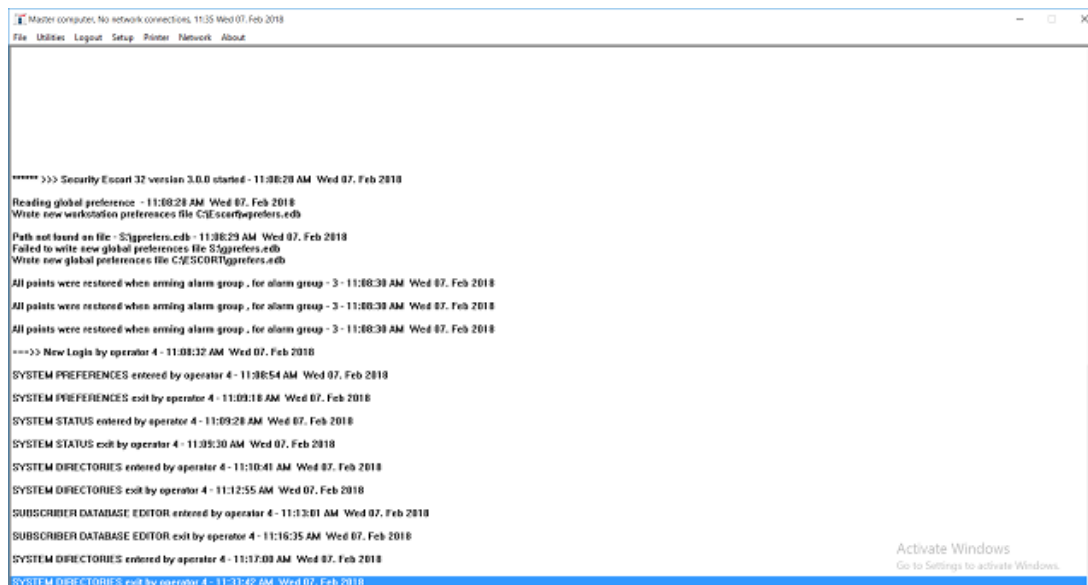 Master computer, No network connections, 11:35 Wed 07. Feb 2018
File Utilities Logout Setup Printer Network About
****** >>> Security Escort 32 version 3.0.0 started - 11:08:28 AM Wed 07. Feb 2018
Reading global preference - 11:08:28 AM Wed 07. Feb 2018
Wrote new workstation preferences file C:\Escort\wprefers.edb
Path not found on file - S:\gprefers.edb - 11:08:29 AM Wed 07. Feb 2018
Failed to write new global preferences file S:\gprefers.edb
Wrote new global preferences file C:\ESCORT\gprefers.edb
All points were restored when arming alarm group , for alarm group - 3 - 11:08:30 AM Wed 07. Feb 2018
All points were restored when arming alarm group , for alarm group - 3 - 11:08:30 AM Wed 07. Feb 2018
All points were restored when arming alarm group , for alarm group - 3 - 11:08:30 AM Wed 07. Feb 2018
===>> New Login by operator 4 - 11:08:32 AM Wed 07. Feb 2018
SYSTEM PREFERENCES entered by operator 4 - 11:08:54 AM Wed 07. Feb 2018
SYSTEM PREFERENCES exit by operator 4 - 11:09:18 AM Wed 07. Feb 2018
SYSTEM STATUS entered by operator 4 - 11:09:28 AM Wed 07. Feb 2018
SYSTEM STATUS exit by operator 4 - 11:09:30 AM Wed 07. Feb 2018
SYSTEM DIRECTORIES entered by operator 4 - 11:10:41 AM Wed 07. Feb 2018
SYSTEM DIRECTORIES exit by operator 4 - 11:12:55 AM Wed 07. Feb 2018
SUBSCRIBER DATABASE EDITOR entered by operator 4 - 11:13:01 AM Wed 07. Feb 2018
SUBSCRIBER DATABASE EDITOR exit by operator 4 - 11:16:35 AM Wed 07. Feb 2018
SYSTEM DIRECTORIES entered by operator 4 - 11:17:00 AM Wed 07. Feb 2018
SYSTEM DIRECTORIES exit by operator 4 - 11:33:42 AM Wed 07. Feb 2018
Activate Windows
Go to Settings to activate Windows.